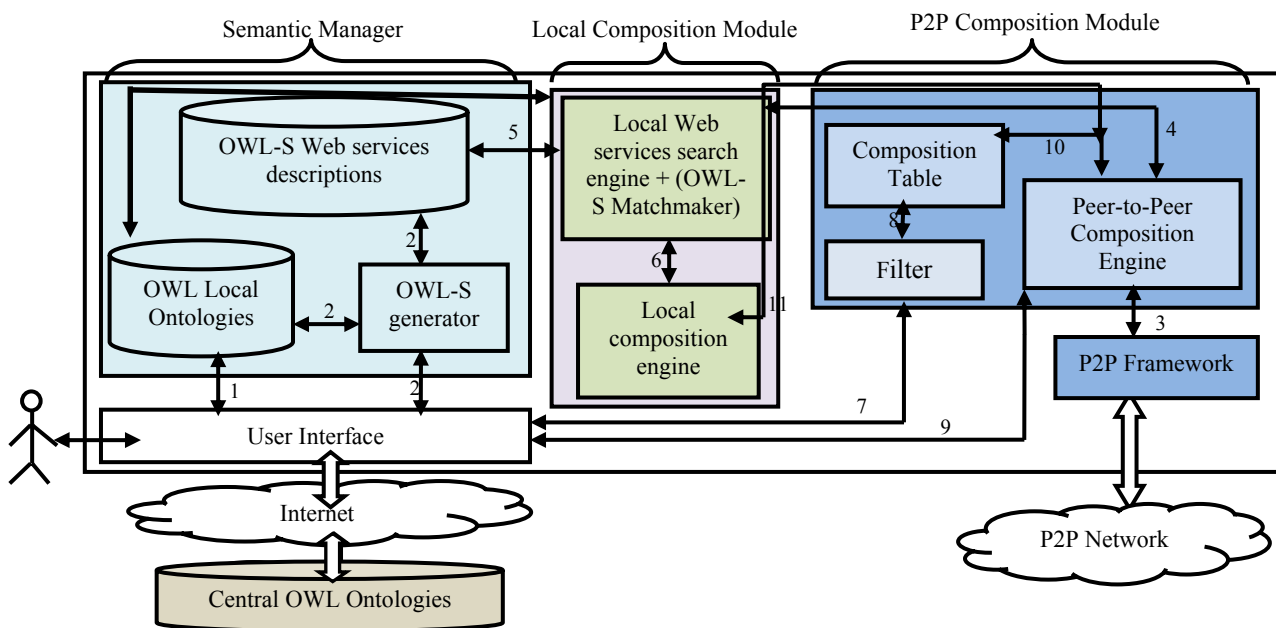 Semantic Manager
Local Composition Module
P2P Composition Module
OWL-S Web services
descriptions
5
Local Web
services search
engine + (OWL-
S Matchmaker)
Composition
Table
10
4
2
8
Peer-to-Peer
Composition
Engine
6
Filter
OWL Local
Ontologies
2
OWL-S
generator
Local
composition
engine
11
3
P2P Framework
1
2
7
9
User Interface
Internet
P2P Network
Central OWL Ontologies